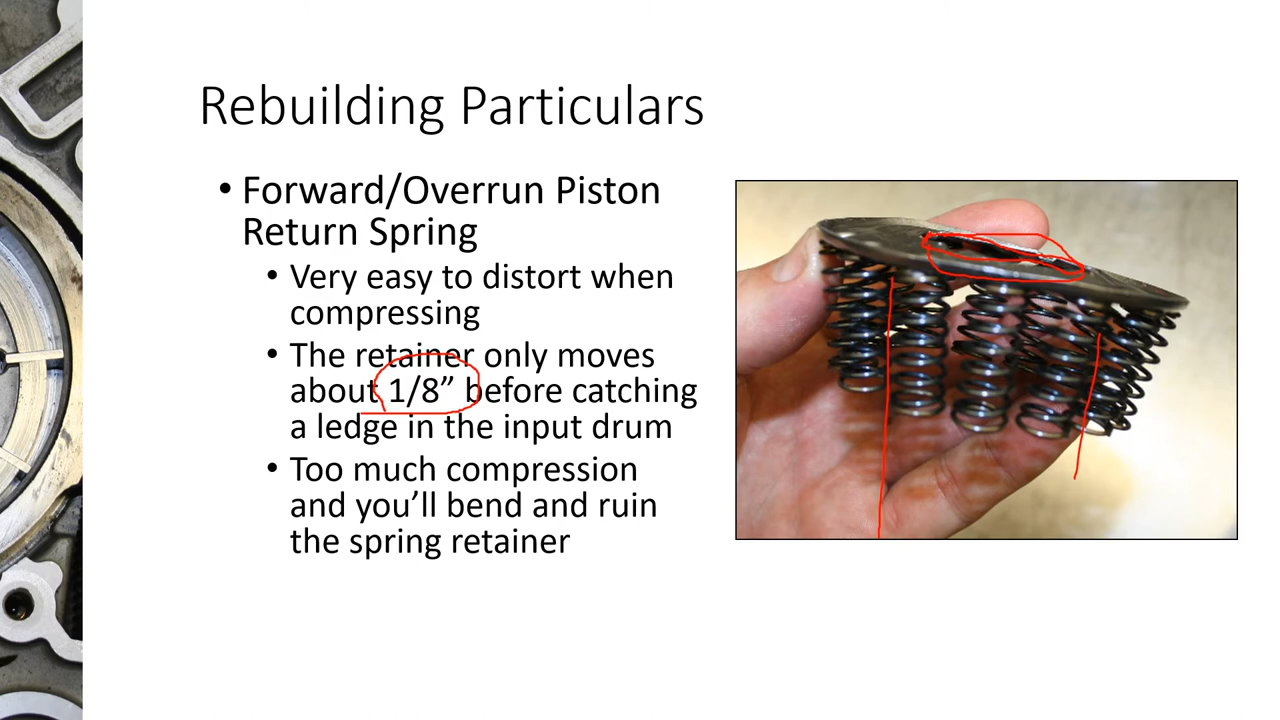 Rebuilding Particulars
• Forward/Overrun Piston
Return Spring
• Very easy to distort when
compressing
• The retainer only moves
about 1/8” before catching
a ledge in the input drum
• Too much compression
and you’ll bend and ruin
the spring retainer